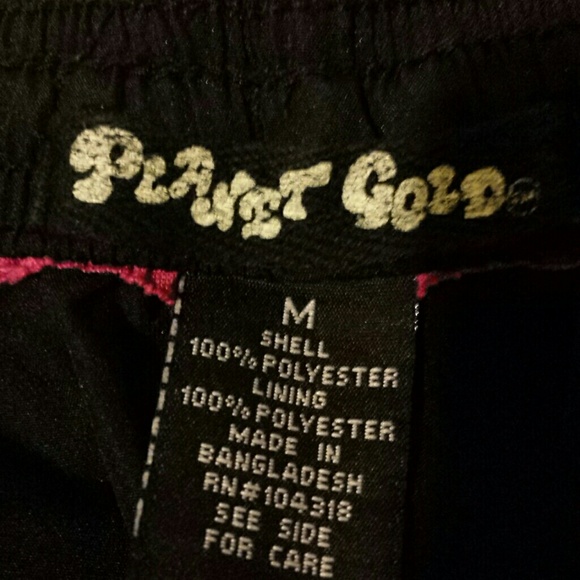 PLANET GOLD®
M
SHELL
100% POLYESTER
LINING
100% POLYESTER
MADE IN
BANGLADESH
RN#104318
SEE SIDE
FOR CARE